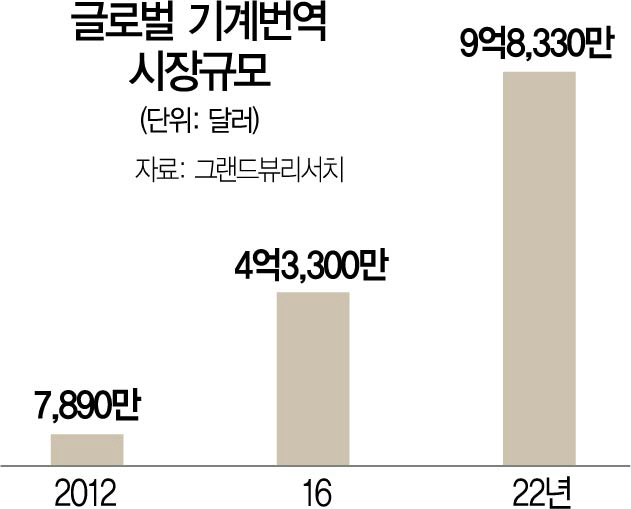 글로벌 기계번역
시장규모
(단위: 달러)
자료: 그랜드뷰리서치
7,890만
4억3,300만
9억8,330만
2012
16
22년